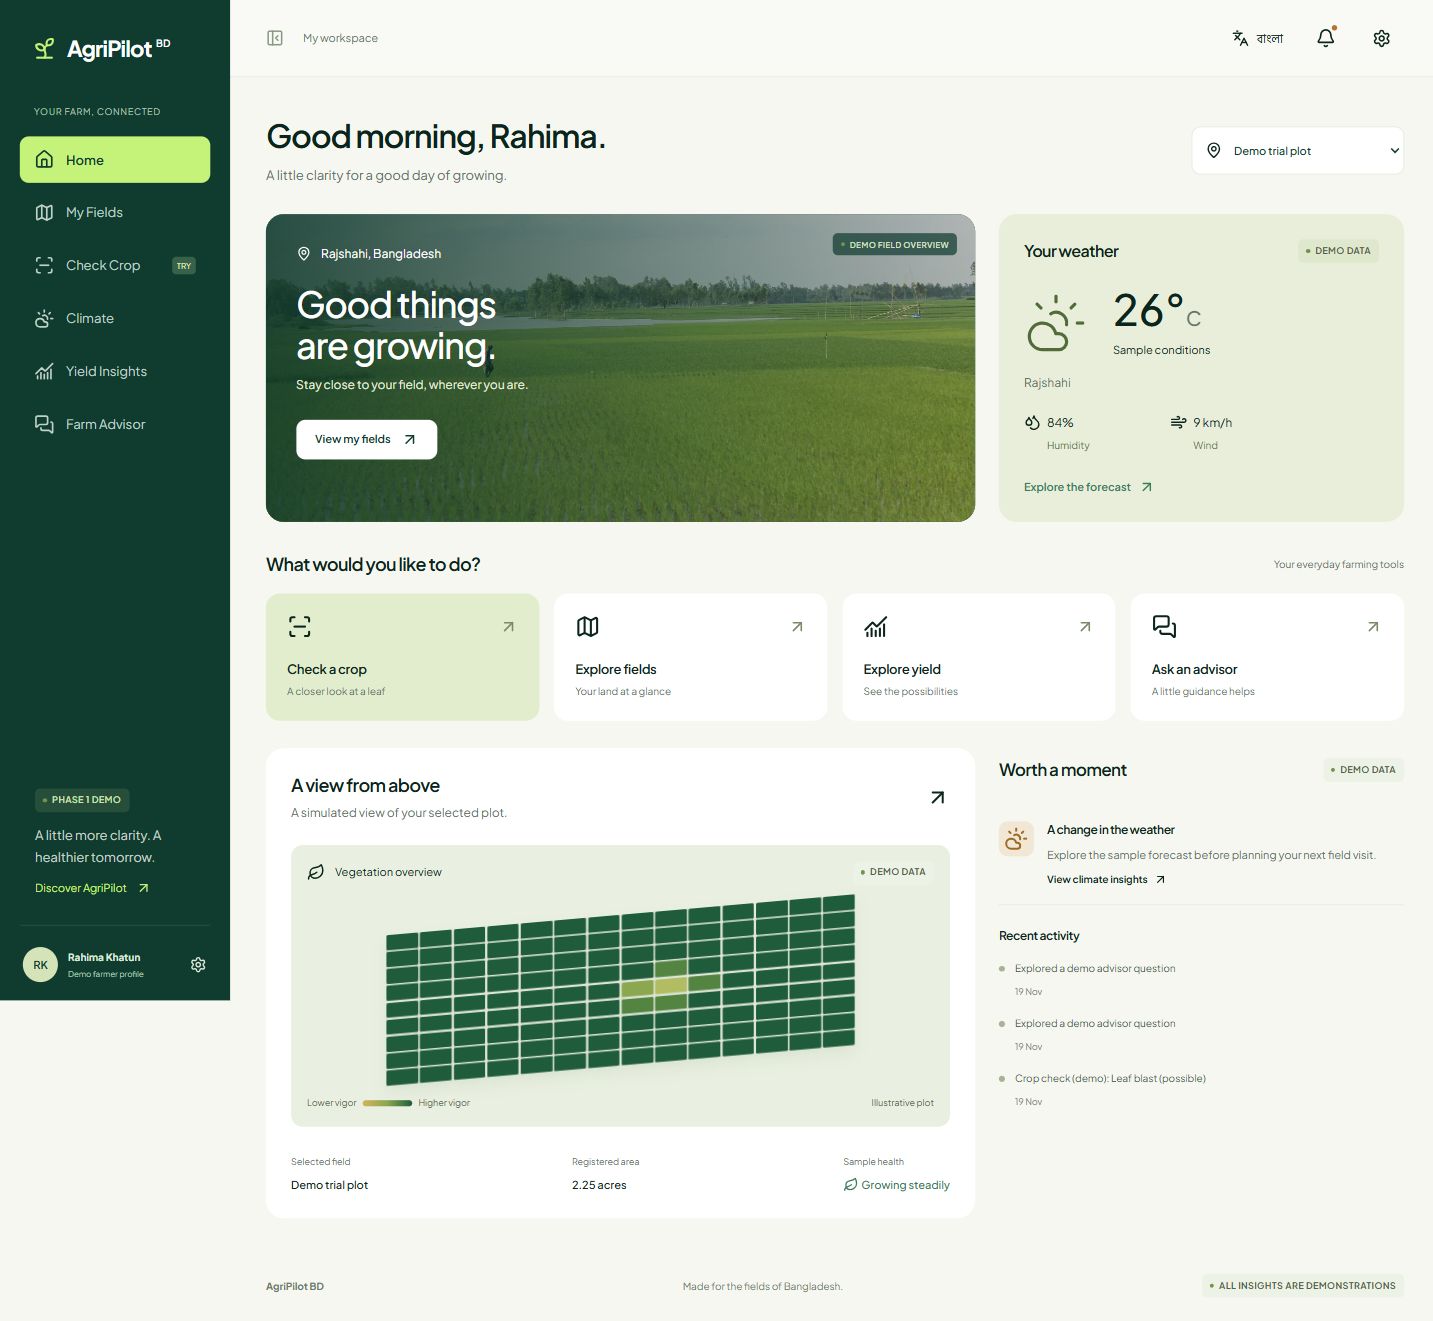 AgriPilot BD
YOUR FARM, CONNECTED
Home
My Fields
Check Crop
TRY
Climate
Yield Insights
Farm Advisor
PHASE 1 DEMO
A little more clarity. A
healthier tomorrow.
Discover AgriPilot
RK
Rahima Khatun
Demo farmer profile
My workspace
বাংলা
Good morning, Rahima.
A little clarity for a good day of growing.
Demo trial plot
Rajshahi, Bangladesh
DEMO FIELD OVERVIEW
Good things
are growing.
Stay close to your field, wherever you are.
View my fields
Your weather
DEMO DATA
26°C
Sample conditions
Rajshahi
84%
Humidity
9 km/h
Wind
Explore the forecast
What would you like to do?
Your everyday farming tools
Check a crop
A closer look at a leaf
Explore fields
Your land at a glance
Explore yield
See the possibilities
Ask an advisor
A little guidance helps
A view from above
A simulated view of your selected plot.
Vegetation overview
DEMO DATA
Lower vigor
Higher vigor
Illustrative plot
Selected field
Demo trial plot
Registered area
2.25 acres
Sample health
Growing steadily
Worth a moment
DEMO DATA
A change in the weather
Explore the sample forecast before planning your next field visit.
View climate insights
Recent activity
Explored a demo advisor question
19 Nov
Explored a demo advisor question
19 Nov
Crop check (demo): Leaf blast (possible)
19 Nov
AgriPilot BD
Made for the fields of Bangladesh.
ALL INSIGHTS ARE DEMONSTRATIONS